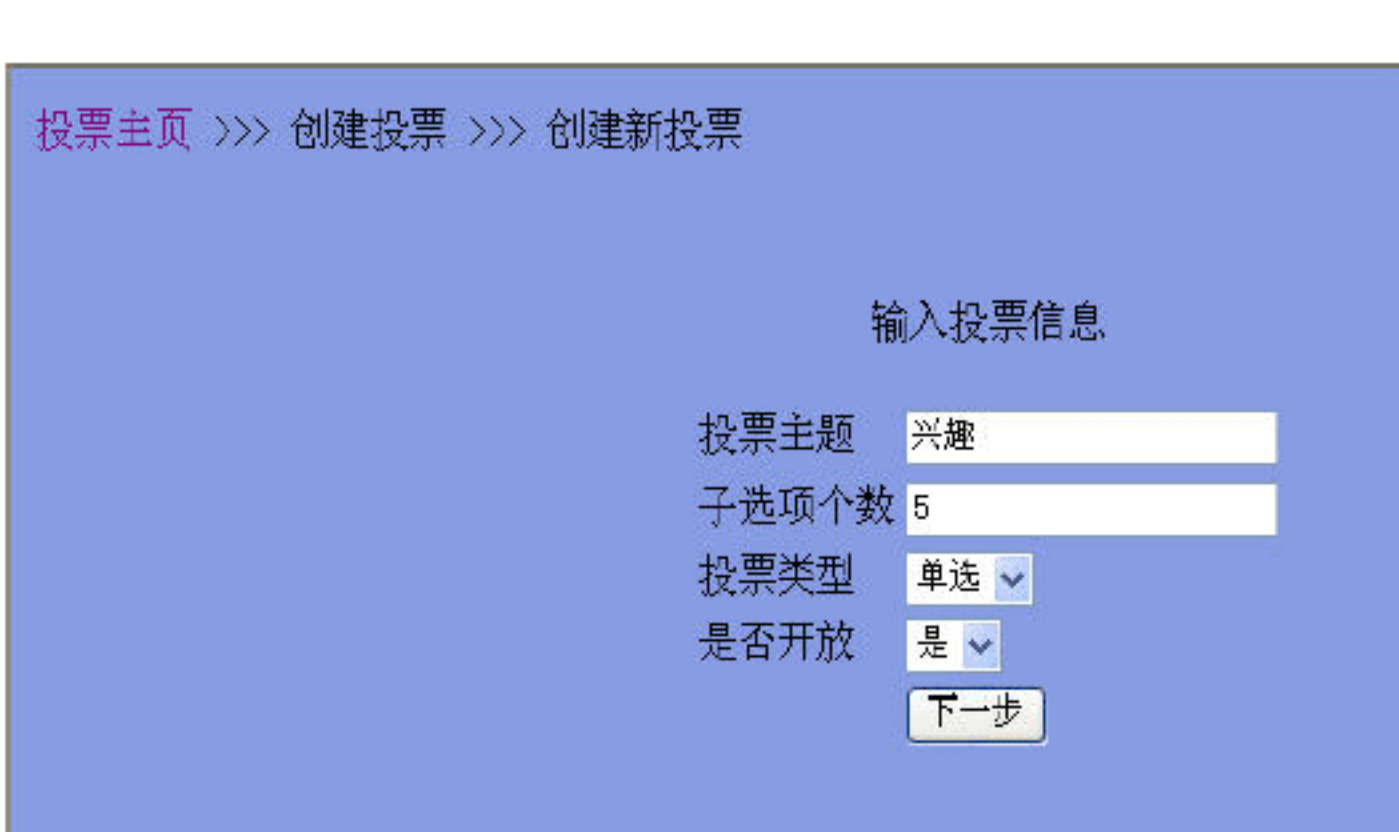 投票主页 >>> 创建投票 >>> 创建新投票
输入投票信息
投票主题 兴趣
子选项个数 5
投票类型 单选
是否开放 是
下一步